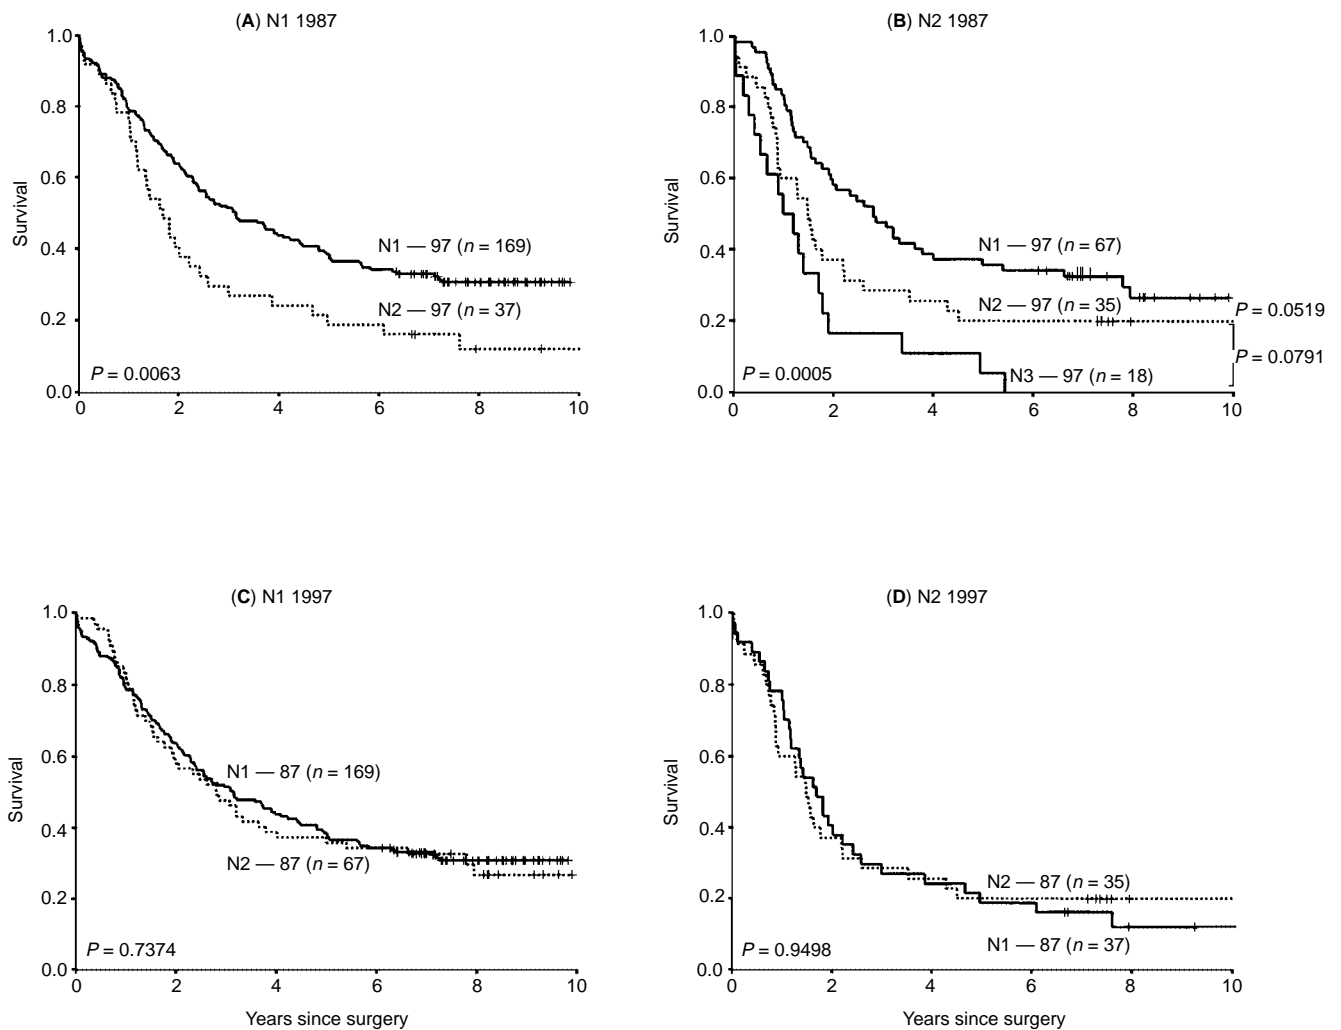 (A) N1 1987
1.0
0.8
0.6
0.4
0.2
0.0
Survival
N1 — 97 (n = 169)
N2 — 97 (n = 37)
P = 0.0063
0 2 4 6 8 10
(B) N2 1987
1.0
0.8
0.6
0.4
0.2
0.0
Survival
N1 — 97 (n = 67)
N2 — 97 (n = 35)
P = 0.0519
P = 0.0791
N3 — 97 (n = 18)
P = 0.0005
0 2 4 6 8 10
(C) N1 1997
1.0
0.8
0.6
0.4
0.2
0.0
Survival
N1 — 87 (n = 169)
N2 — 87 (n = 67)
P = 0.7374
0 2 4 6 8 10
Years since surgery
(D) N2 1997
1.0
0.8
0.6
0.4
0.2
0.0
Survival
N2 — 87 (n = 35)
N1 — 87 (n = 37)
P = 0.9498
0 2 4 6 8 10
Years since surgery